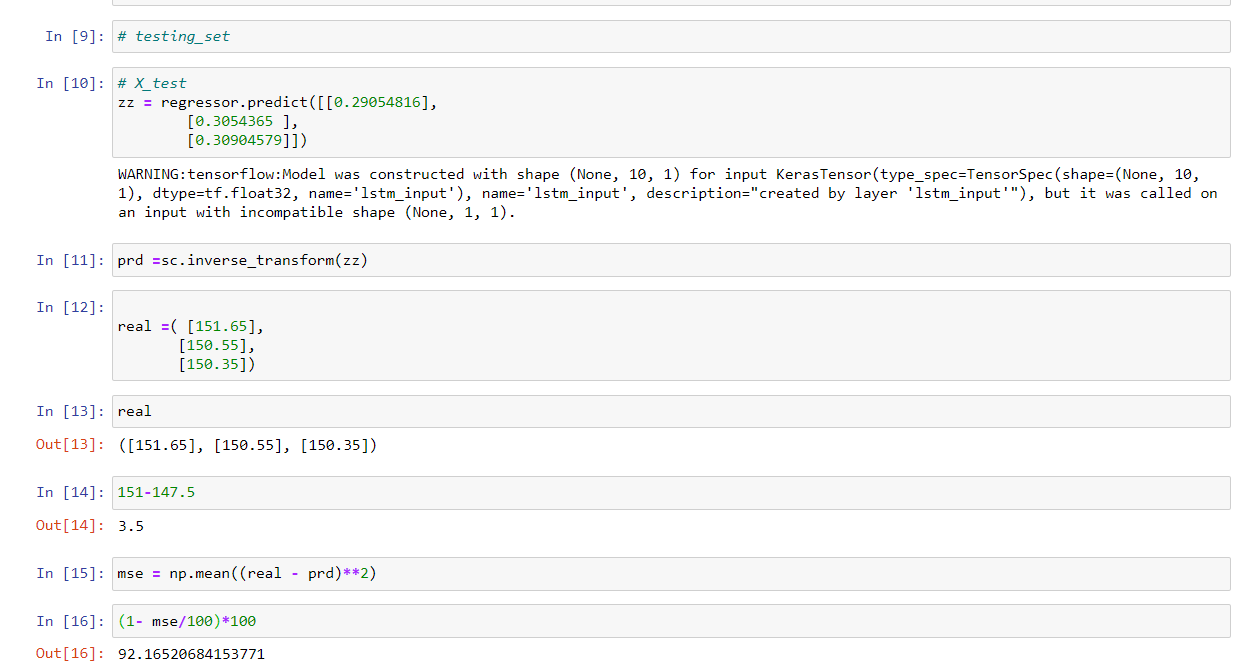 In [9]: # testing_set
In [10]: # X_test
zz = regressor.predict([[0.29054816],
[0.3054365 ],
[0.30904579]])
WARNING:tensorflow:Model was constructed with shape (None, 10, 1) for input KerasTensor(type_spec=TensorSpec(shape=(None, 10,
1), dtype=tf.float32, name='lstm_input'), name='lstm_input', description="created by layer 'lstm_input'"), but it was called on
an input with incompatible shape (None, 1, 1).
In [11]: prd =sc.inverse_transform(zz)
In [12]:
real =( [151.65],
[150.55],
[150.35])
In [13]: real
Out[13]: ([151.65], [150.55], [150.35])
In [14]: 151-147.5
Out[14]: 3.5
In [15]: mse = np.mean((real - prd)**2)
In [16]: (1- mse/100)*100
Out[16]: 92.16520684153771